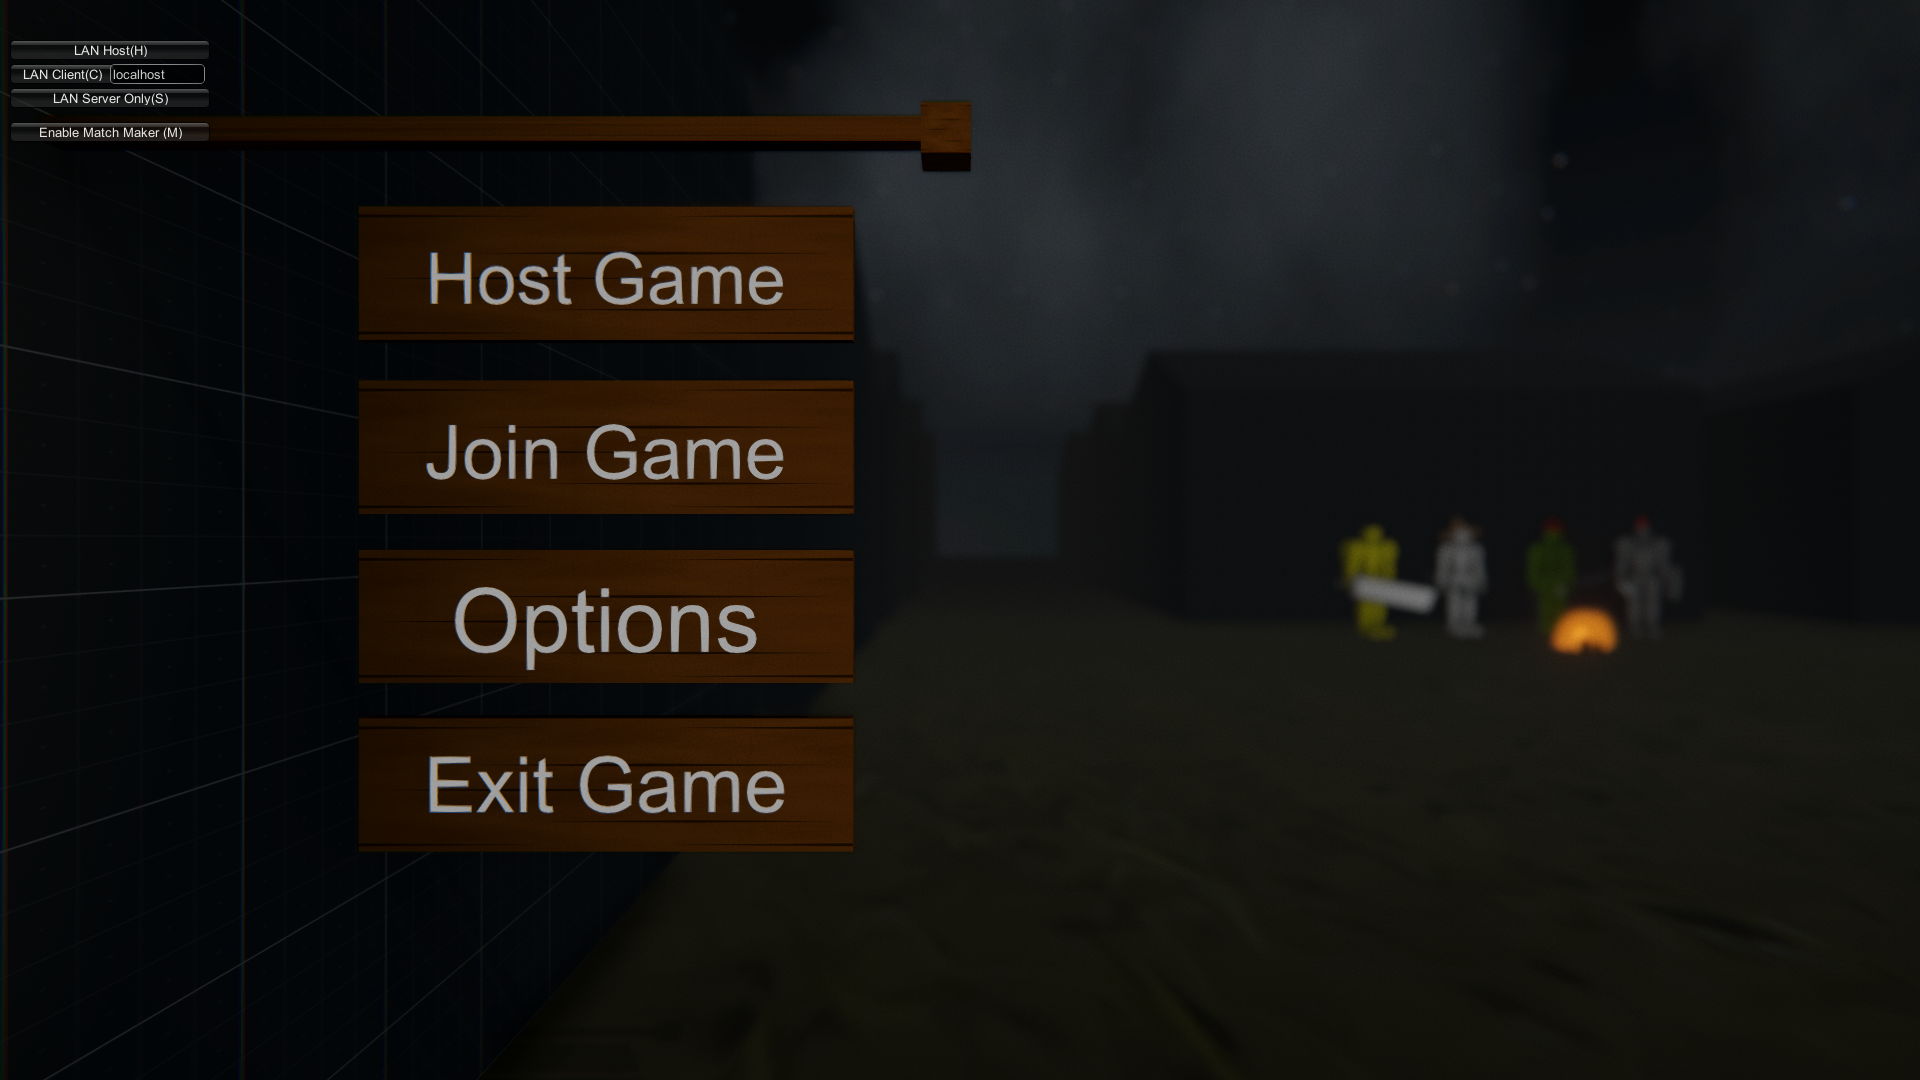 LAN Host(H)
LAN Client(C) localhost
LAN Server Only(S)
Enable Match Maker (M)
Host Game
Join Game
Options
Exit Game